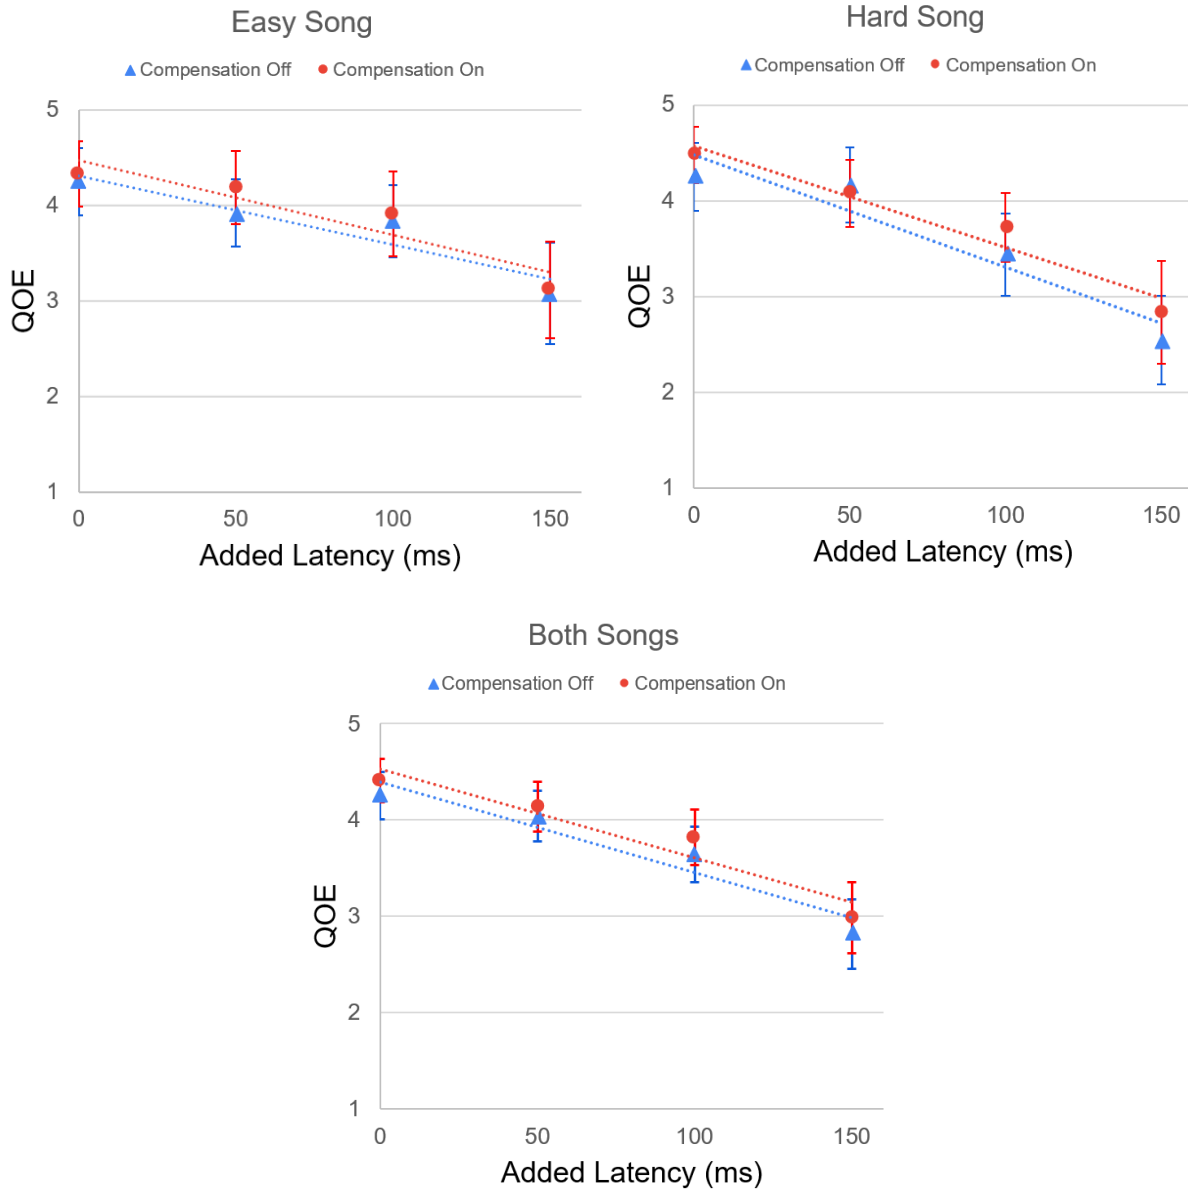 Easy Song
Compensation Off Compensation On
5
4
3
2
1
QOE
0 50 100 150
Added Latency (ms)
Hard Song
Compensation Off Compensation On
5
4
3
2
1
QOE
0 50 100 150
Added Latency (ms)
Both Songs
Compensation Off Compensation On
5
4
3
2
1
QOE
0 50 100 150
Added Latency (ms)